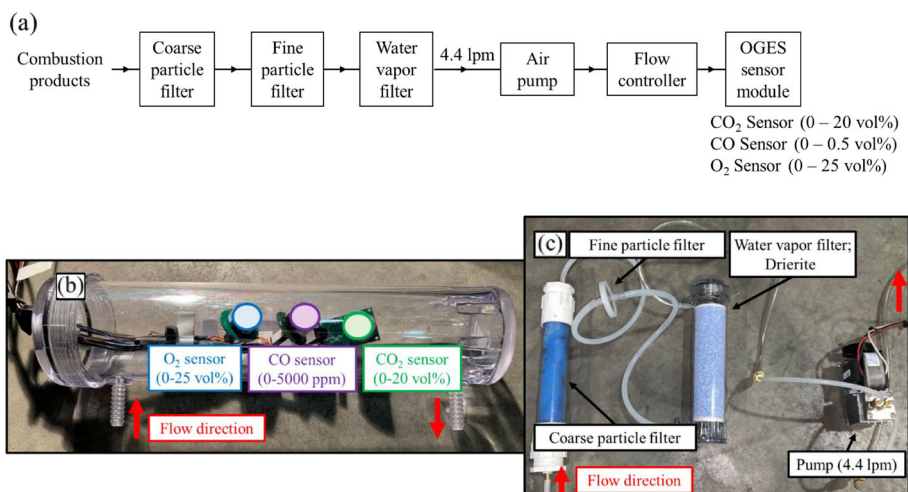 (a)
Combustion
products
Coarse
particle
filter
Fine
particle
filter
Water
vapor
filter
4.4 lpm
Air
pump
Flow
controller
OGES
sensor
module
CO₂ Sensor (0 – 20 vol%)
CO Sensor (0 – 0.5 vol%)
O₂ Sensor (0 – 25 vol%)
(b)
O₂ sensor
(0-25 vol%)
CO sensor
(0-5000 ppm)
CO₂ sensor
(0-20 vol%)
Flow direction
(c)
Fine particle filter
Water vapor filter;
Drierite
Coarse particle filter
Flow direction
Pump (4.4 lpm)